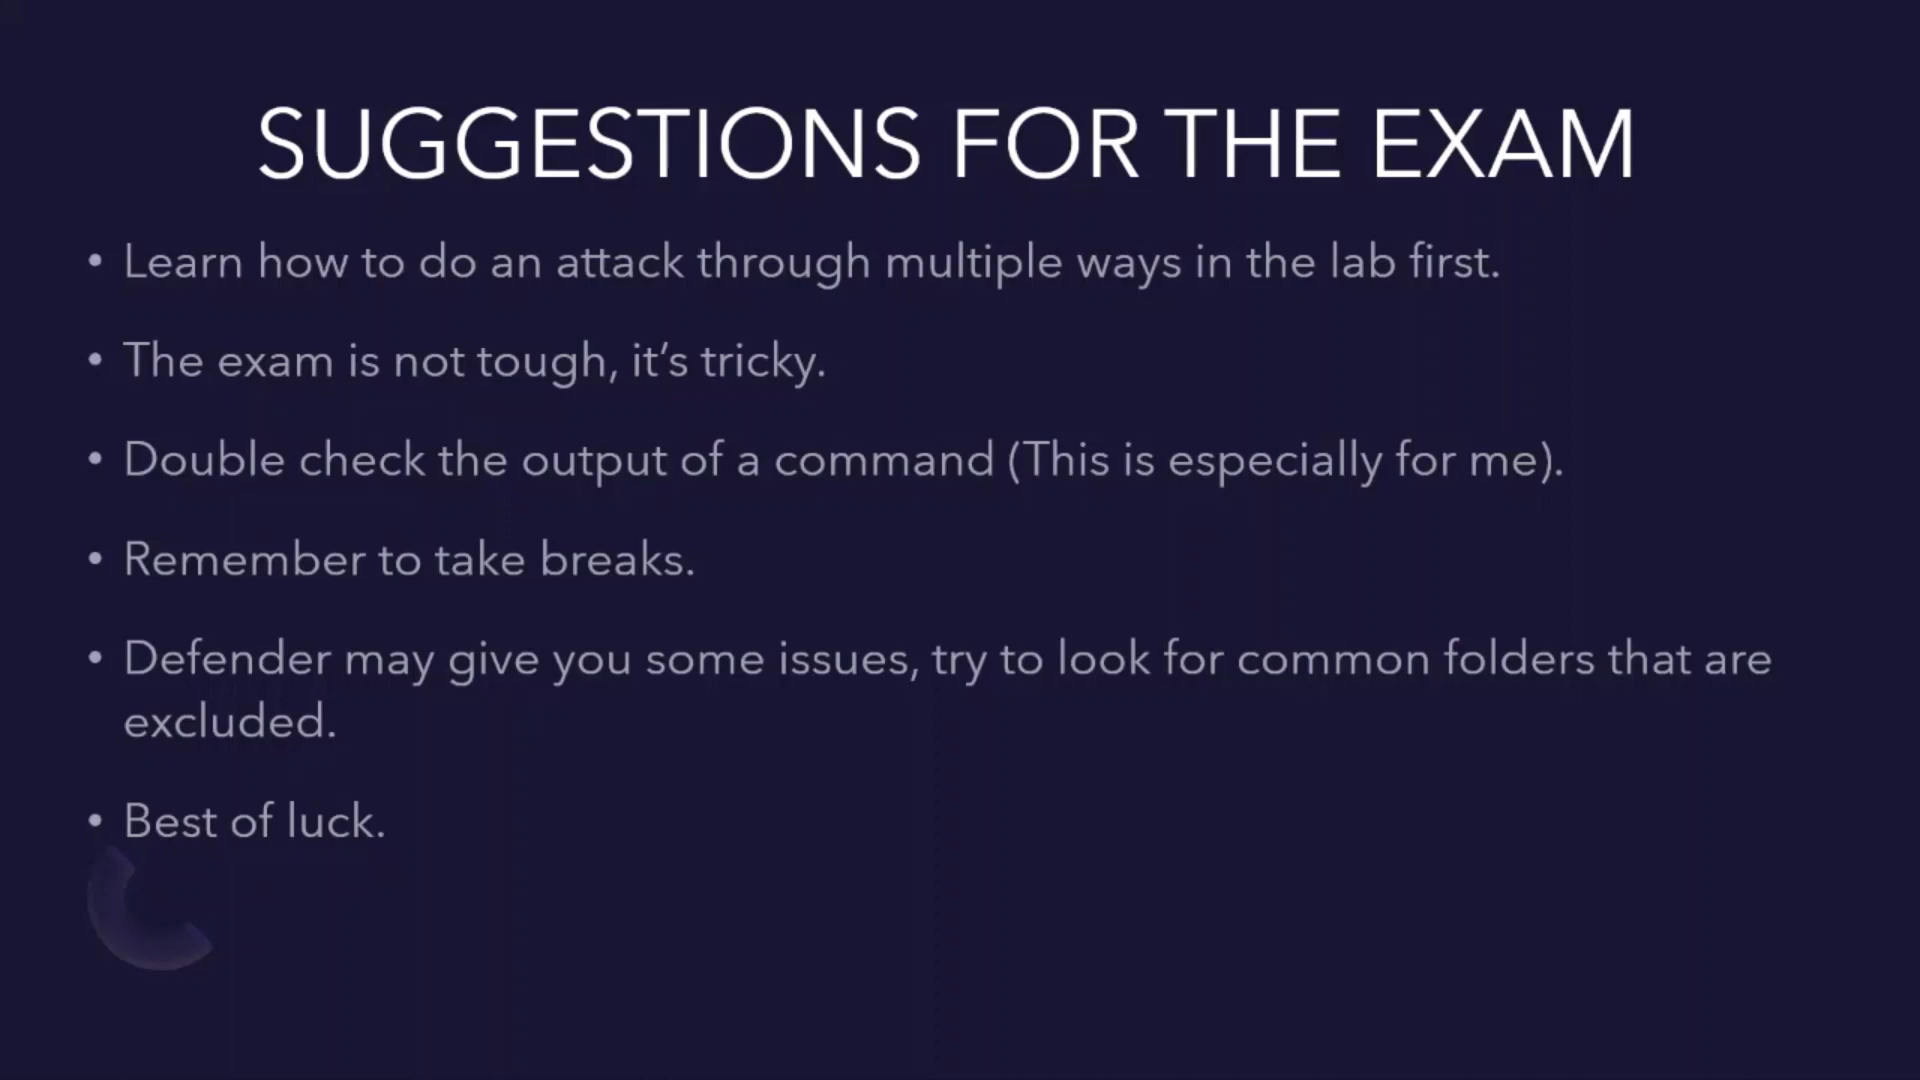 SUGGESTIONS FOR THE EXAM
• Learn how to do an attack through multiple ways in the lab first.
• The exam is not tough, it’s tricky.
• Double check the output of a command (This is especially for me).
• Remember to take breaks.
• Defender may give you some issues, try to look for common folders that are
excluded.
• Best of luck.